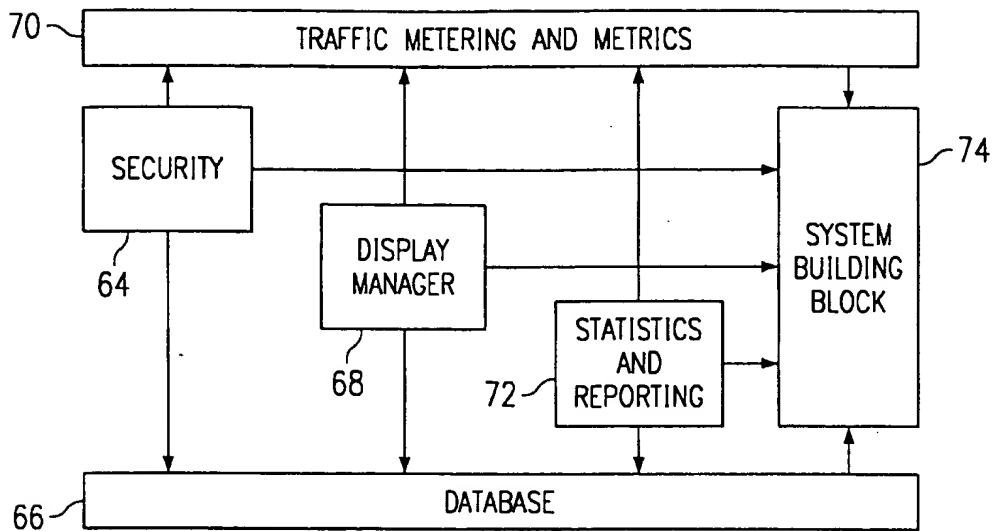 70
TRAFFIC METERING AND METRICS
SECURITY
64
74
DISPLAY
MANAGER
68
SYSTEM
BUILDING
BLOCK
STATISTICS
AND
REPORTING
72
DATABASE
66